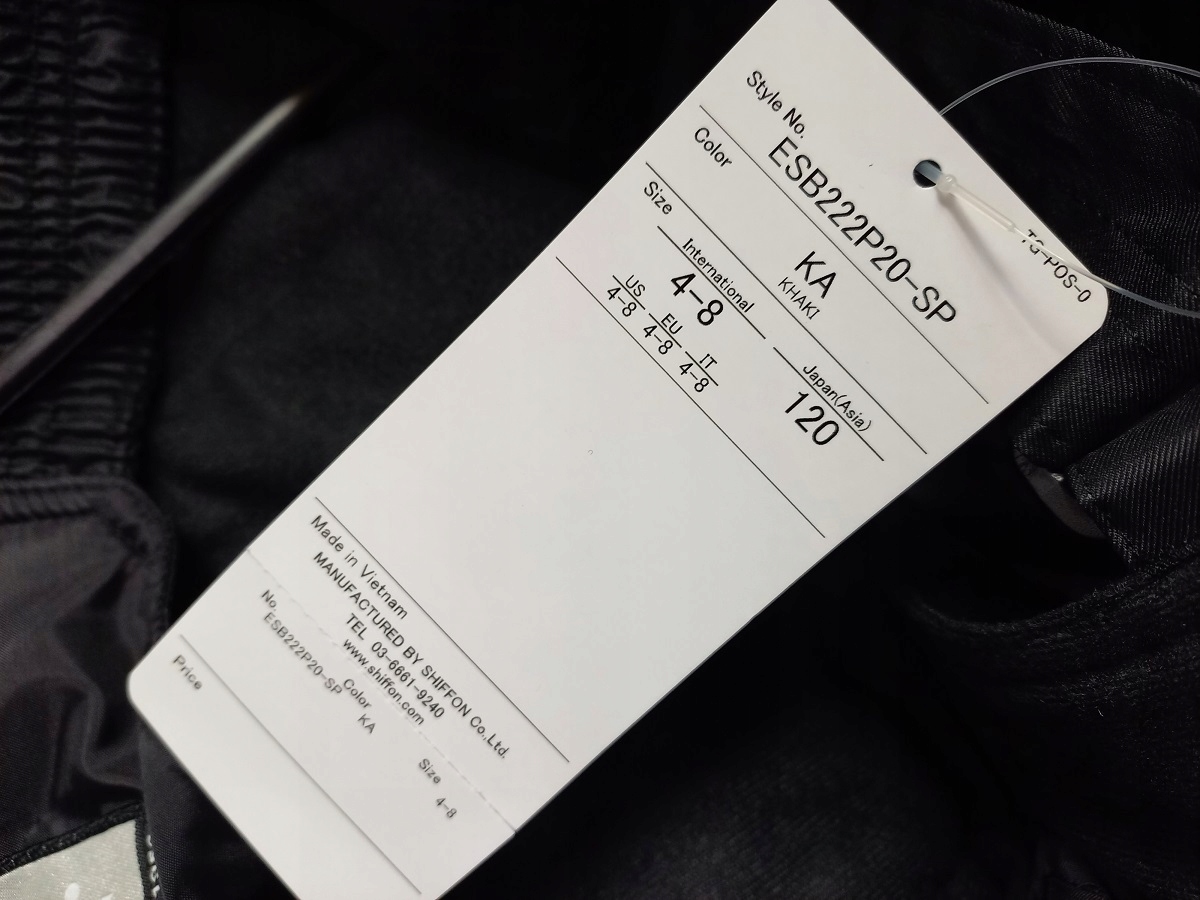 TG-POS-0
Style No.
ESB222P20-SP
Color
KA
KHAKI
Size
International
4-8
Japan(Asia)
120
US
4-8
EU
4-8
IT
4-8
Made in Vietnam
MANUFACTURED BY SHIFFON Co.,Ltd.
TEL 03-6661-9240
www.shiffon.com
No.
ESB222P20-SP
Color
KA
Size
4-8
Price